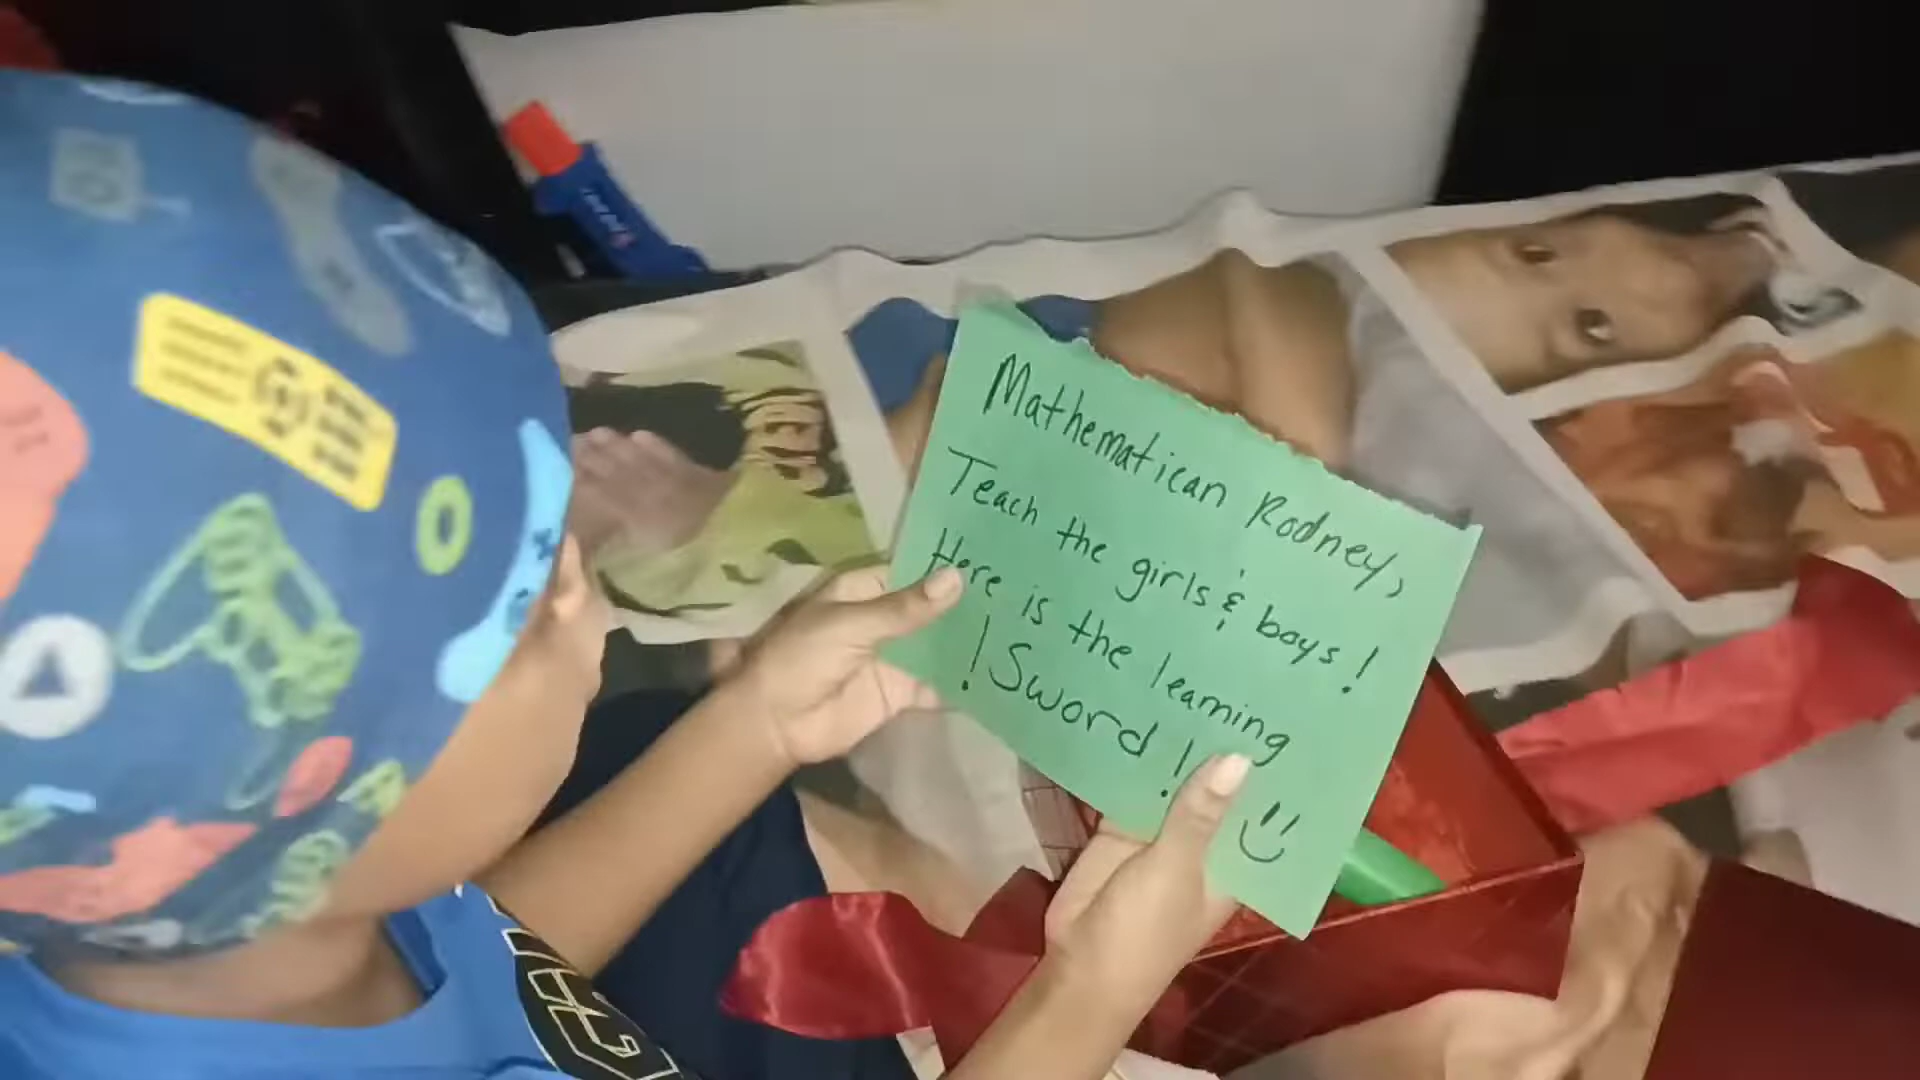 Mathematican Rodney,
Teach the girls & boys!
Here is the learning
! Sword!